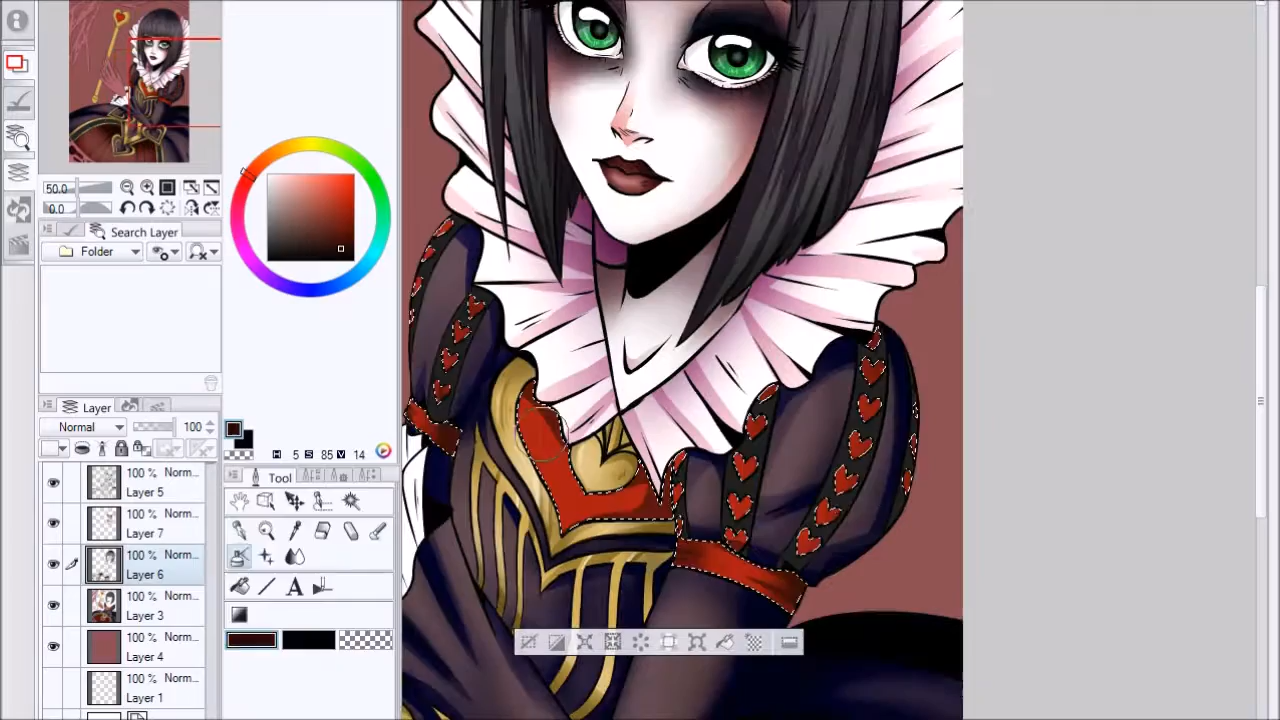 50.0
0.0
Search Layer
Folder
Layer
Normal 100
100 % Norm...
Layer 5
100 % Norm...
Layer 7
100 % Norm...
Layer 6
100 % Norm...
Layer 3
100 % Norm...
Layer 4
100 % Norm...
Layer 1
H 5 S 85 V 14
Tool
A